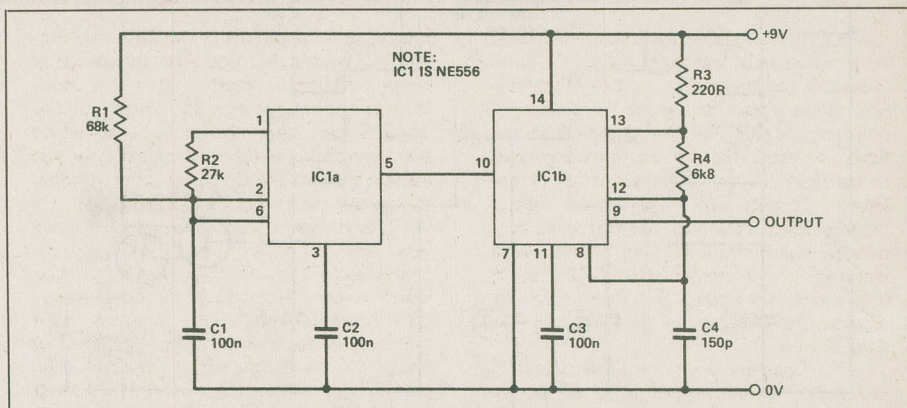 +9V
NOTE:
IC1 IS NE556
R1
68k
R2
27k
1
2
6
3
IC1a
5
10
14
IC1b
13
12
9
8
7
11
R3
220R
R4
6k8
OUTPUT
C1
100n
C2
100n
C3
100n
C4
150p
0V